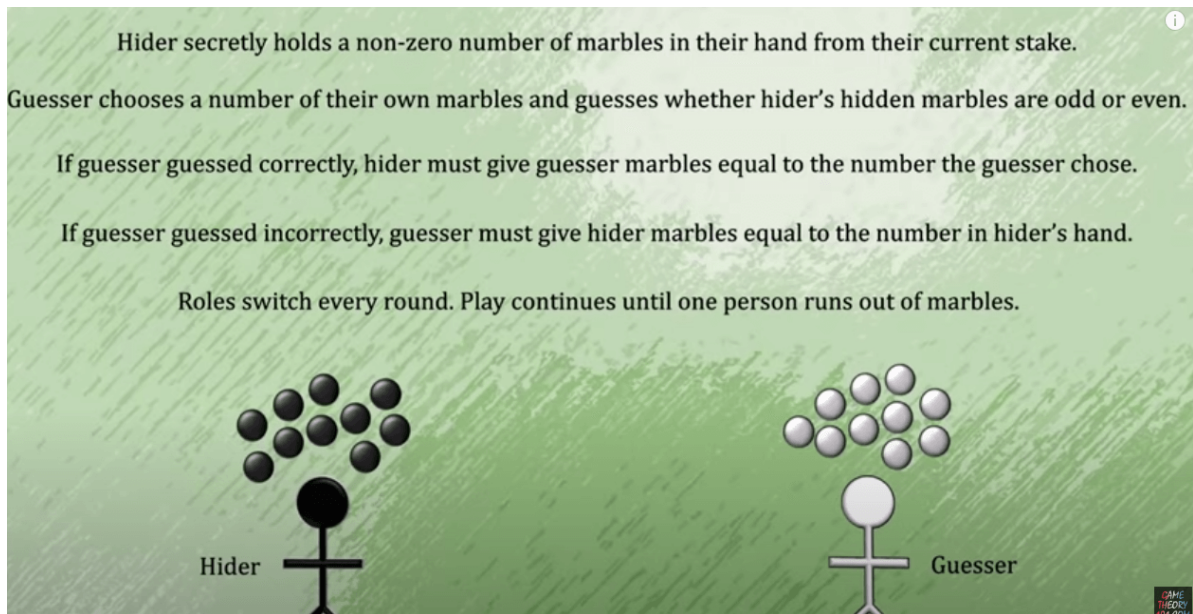 Hider secretly holds a non-zero number of marbles in their hand from their current stake.
Guesser chooses a number of their own marbles and guesses whether hider's hidden marbles are odd or even.
If guesser guessed correctly, hider must give guesser marbles equal to the number the guesser chose.
If guesser guessed incorrectly, guesser must give hider marbles equal to the number in hider's hand.
Roles switch every round. Play continues until one person runs out of marbles.
Hider
Guesser
GAME
THEORY